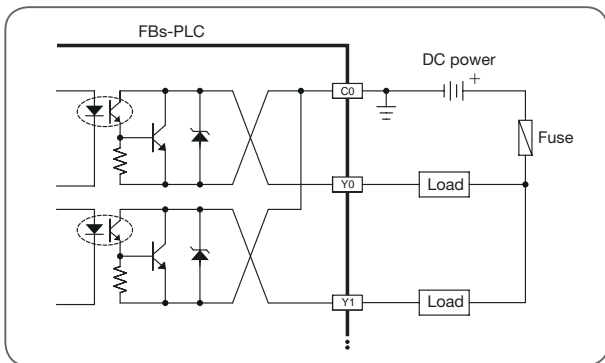 FBs-PLC
DC power
+
C0
Fuse
Y0
Load
Y1
Load